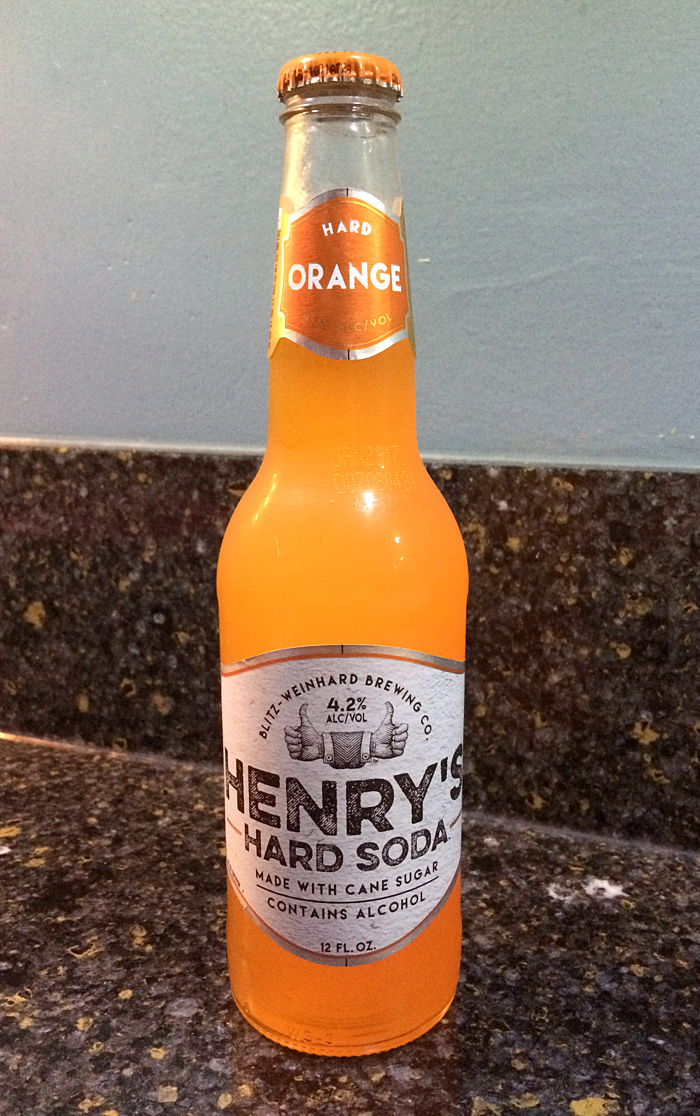 HARD
ORANGE
ALC/VOL
JAN2317
BLITZ-WEINHARD BREWING CO.
4.2%
ALC/VOL
HENRY'S
HARD SODA
MADE WITH CANE SUGAR
CONTAINS ALCOHOL
12 FL. OZ.